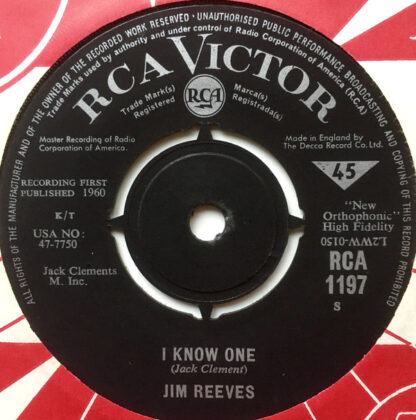 OF THE OWNER OF THE RECORDED WORK RESERVED · UNAUTHORISED PUBLIC PERFORMANCE BROADCASTING AND COPYING OF THIS RECORD PROHIBITED
ALL RIGHTS OF THE MANUFACTURER AND
Trade Marks used by authority and under control of Radio Corporation of America (R.C.A.)
RCA VICTOR
Trade Mark(s)
Registered
RCA
Marca(s)
Registrada(s)
Master Recording of Radio
Corporation of America.
Made in England by
The Decca Record Co. Ltd.
45
RECORDING FIRST
PUBLISHED 1960
K/T
USA NO:
47-7750
Jack Clements
M. Inc.
"New
Orthophonic"
High Fidelity
L2WW-0150
RCA
1197
S
I KNOW ONE
(Jack Clement)
JIM REEVES